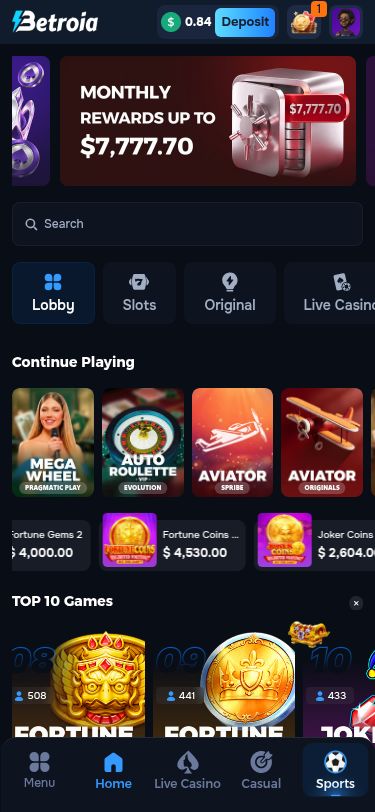 Betroia
$ 0.84 Deposit
1
MONTHLY
REWARDS UP TO
$7,777.70
$7,777.70
Search
Lobby
Slots
Original
Live Casino
Continue Playing
MEGA
WHEEL
PRAGMATIC PLAY
AUTO
ROULETTE
VIP
EVOLUTION
AVIATOR
SPRIBE
AVIATOR
ORIGINALS
Fortune Gems 2
$ 4,000.00
Fortune Coins ...
$ 4,530.00
Joker Coins
$ 2,604.0
TOP 10 Games
08
508
FORTUNE
09
441
FORTUNE
10
433
JOK
Menu
Home
Live Casino
Casual
Sports